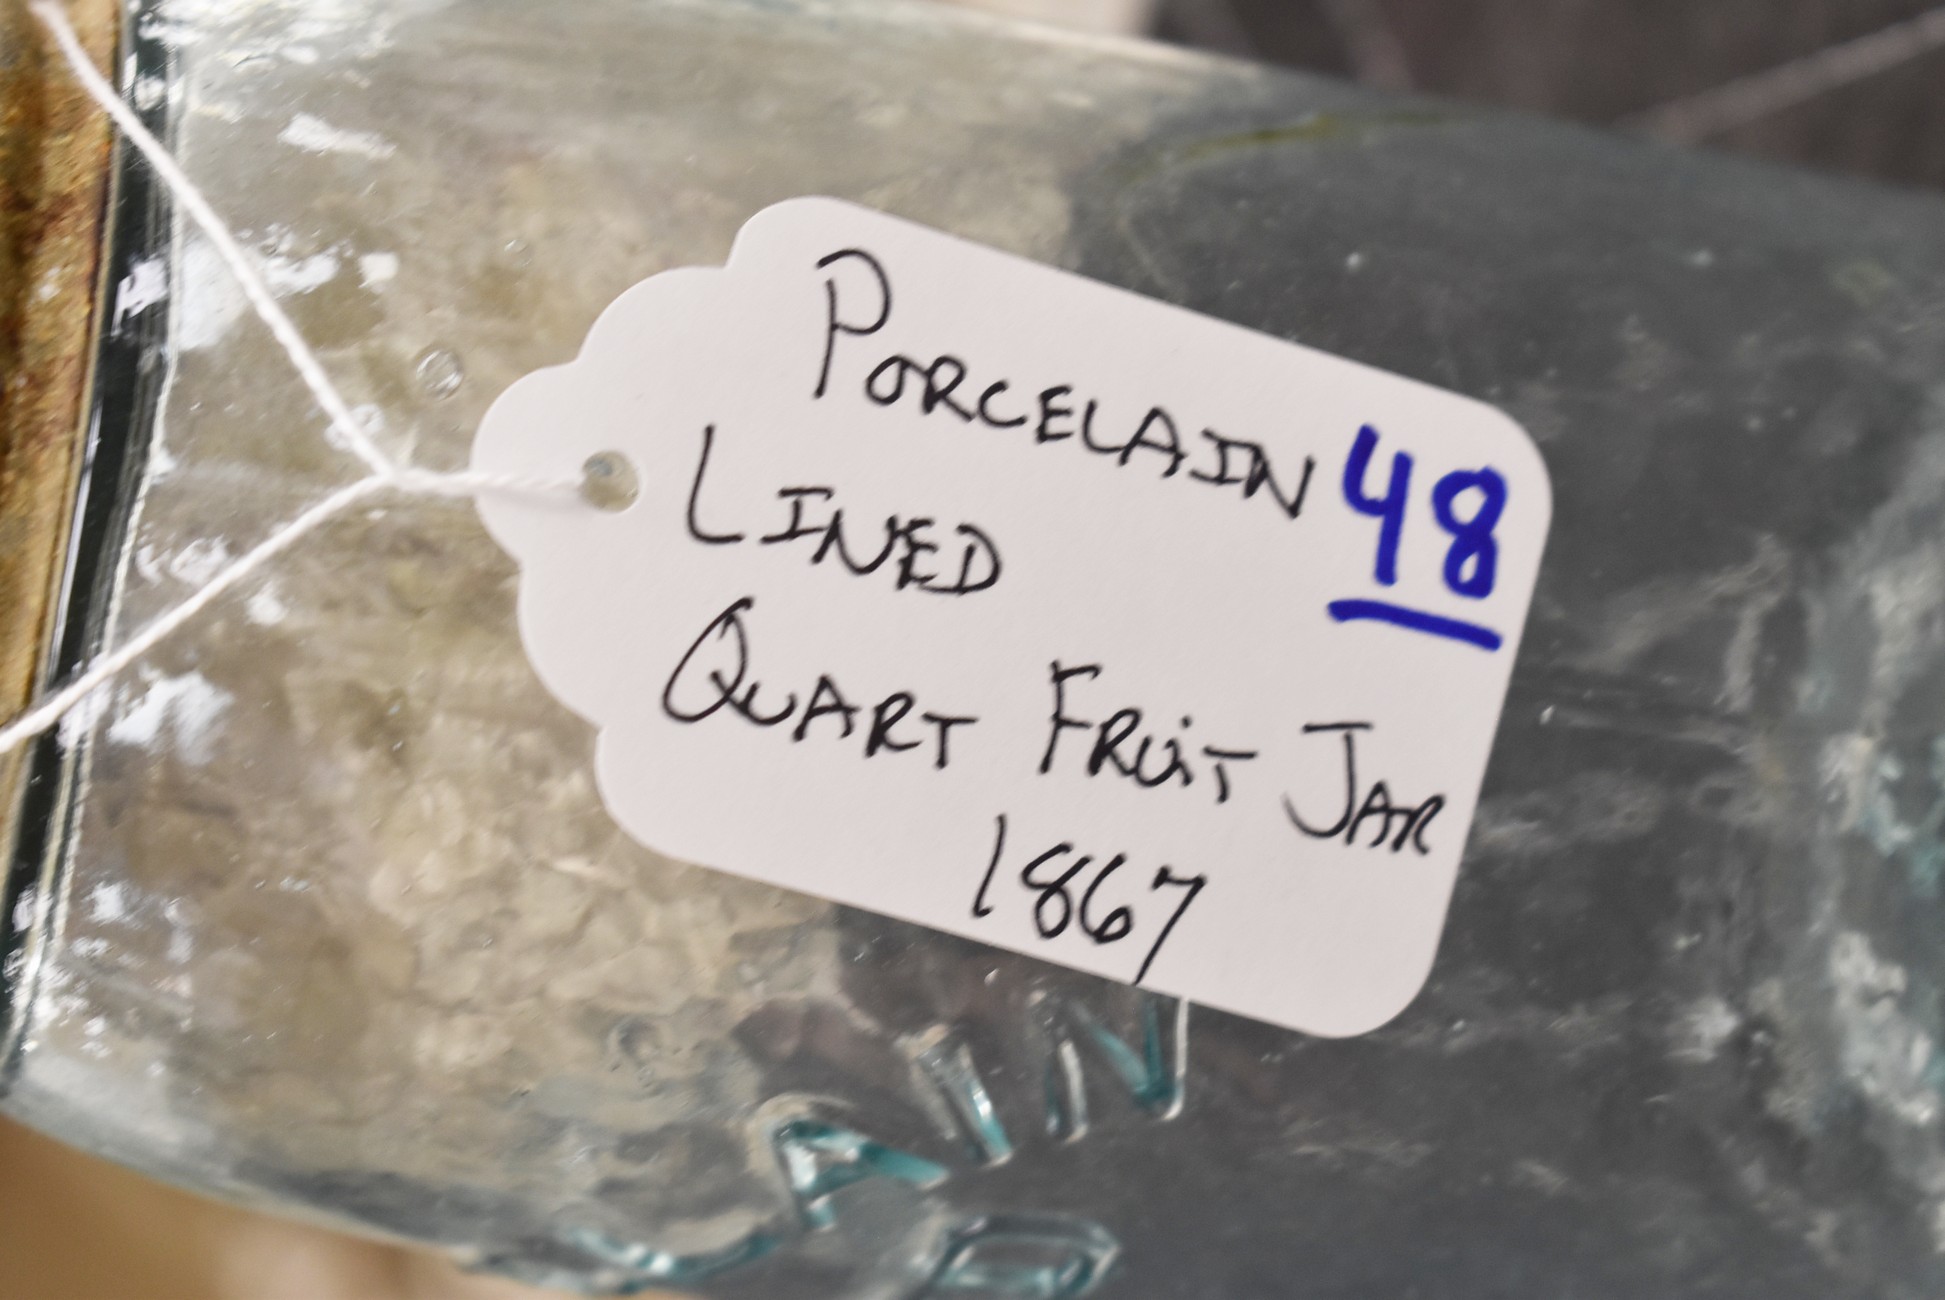 PORCELAIN 48
LINED
QUART FRUiT JAR
1867